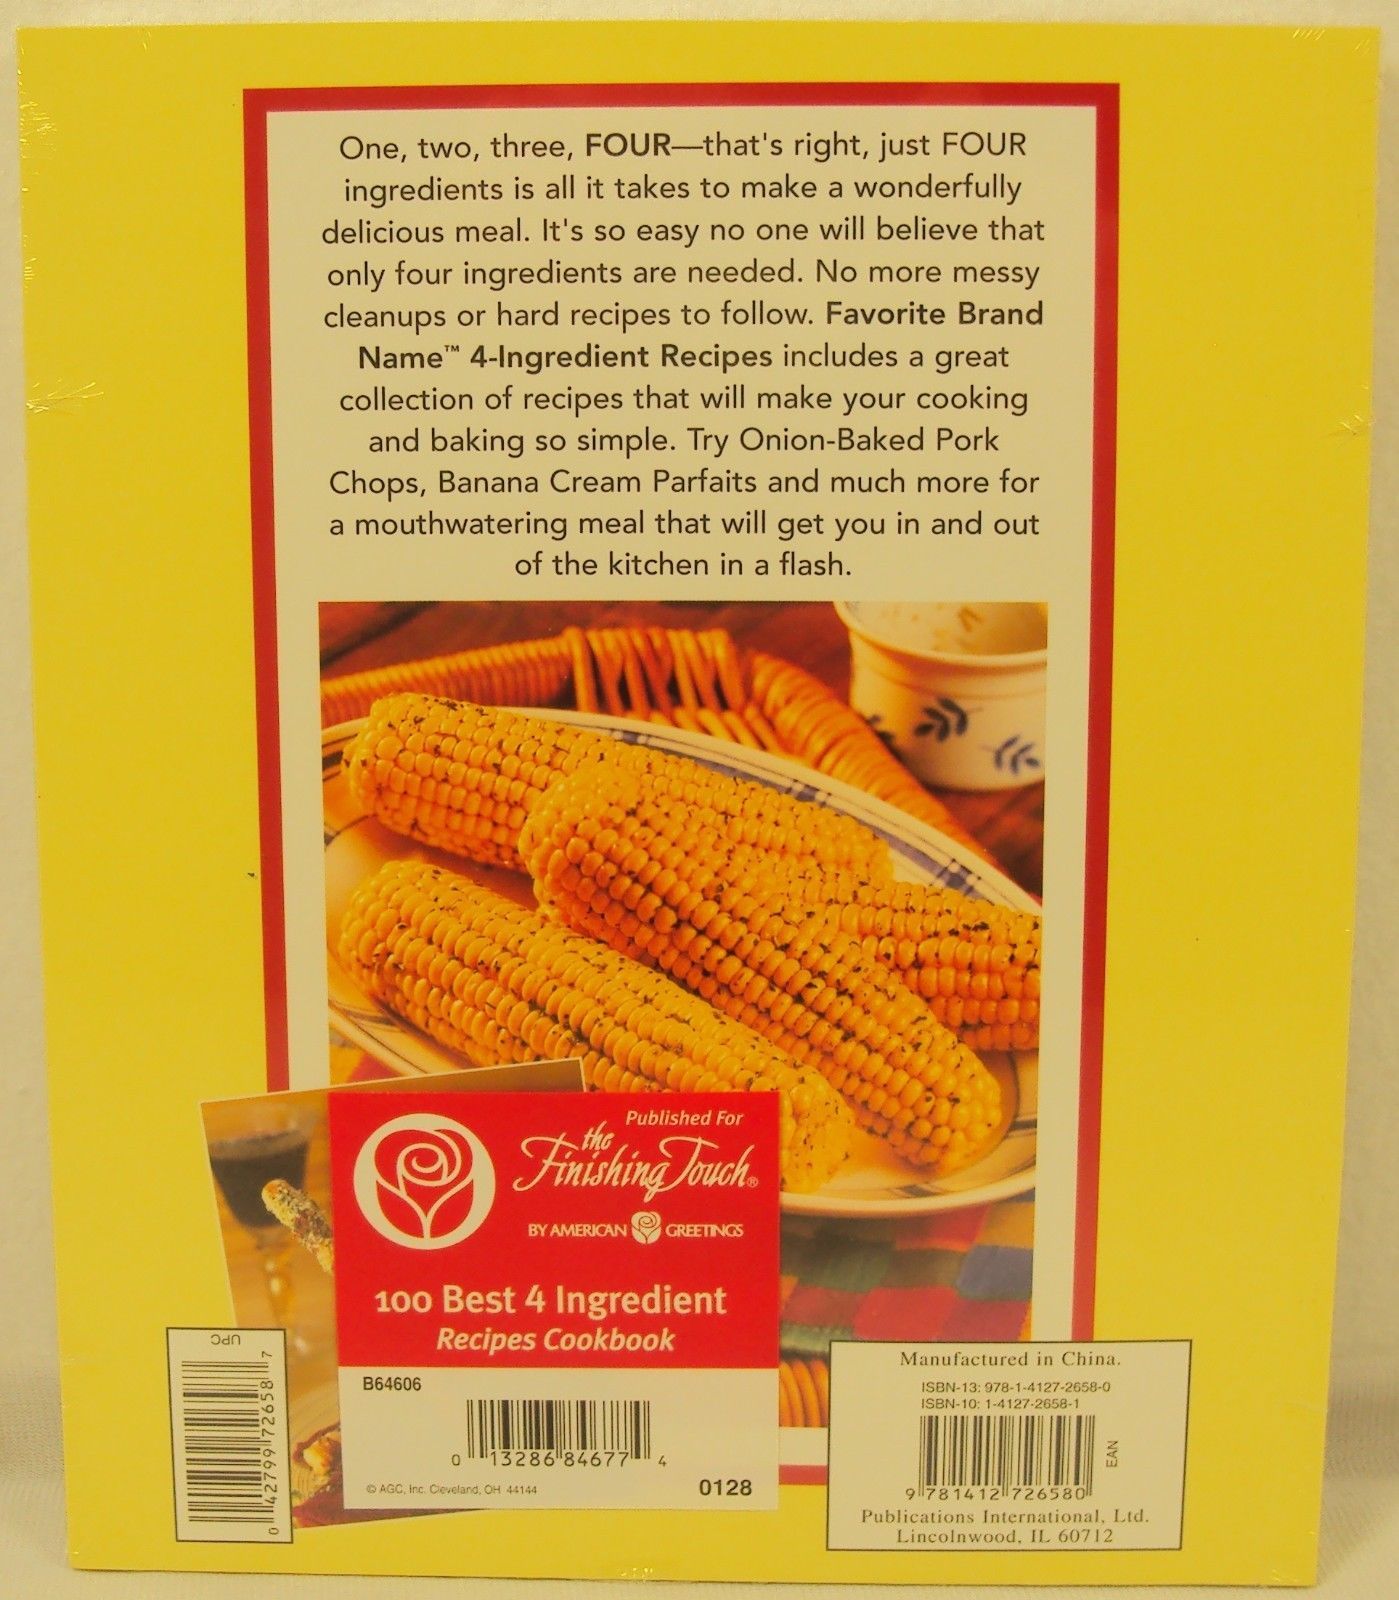 One, two, three, FOUR—that's right, just FOUR
ingredients is all it takes to make a wonderfully
delicious meal. It's so easy no one will believe that
only four ingredients are needed. No more messy
cleanups or hard recipes to follow. Favorite Brand
Name™ 4-Ingredient Recipes includes a great
collection of recipes that will make your cooking
and baking so simple. Try Onion-Baked Pork
Chops, Banana Cream Parfaits and much more for
a mouthwatering meal that will get you in and out
of the kitchen in a flash.
Published For
the
Finishing Touch®
BY AMERICAN GREETINGS
100 Best 4 Ingredient
Recipes Cookbook
B64606
0 13286 84677 4
© AGC, Inc. Cleveland, OH 44144
0128
UPC
0 42799 72658 7
Manufactured in China.
ISBN-13: 978-1-4127-2658-0
ISBN-10: 1-4127-2658-1
EAN
9 781412 726580
Publications International, Ltd.
Lincolnwood, IL 60712